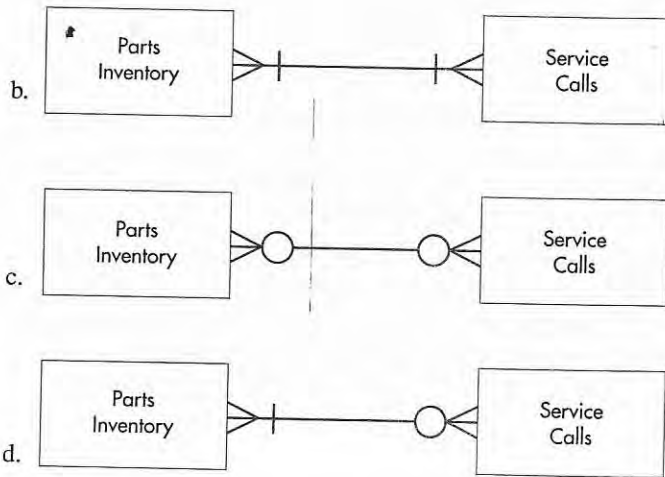 b.
Parts
Inventory
Service
Calls
c.
Parts
Inventory
Service
Calls
d.
Parts
Inventory
Service
Calls